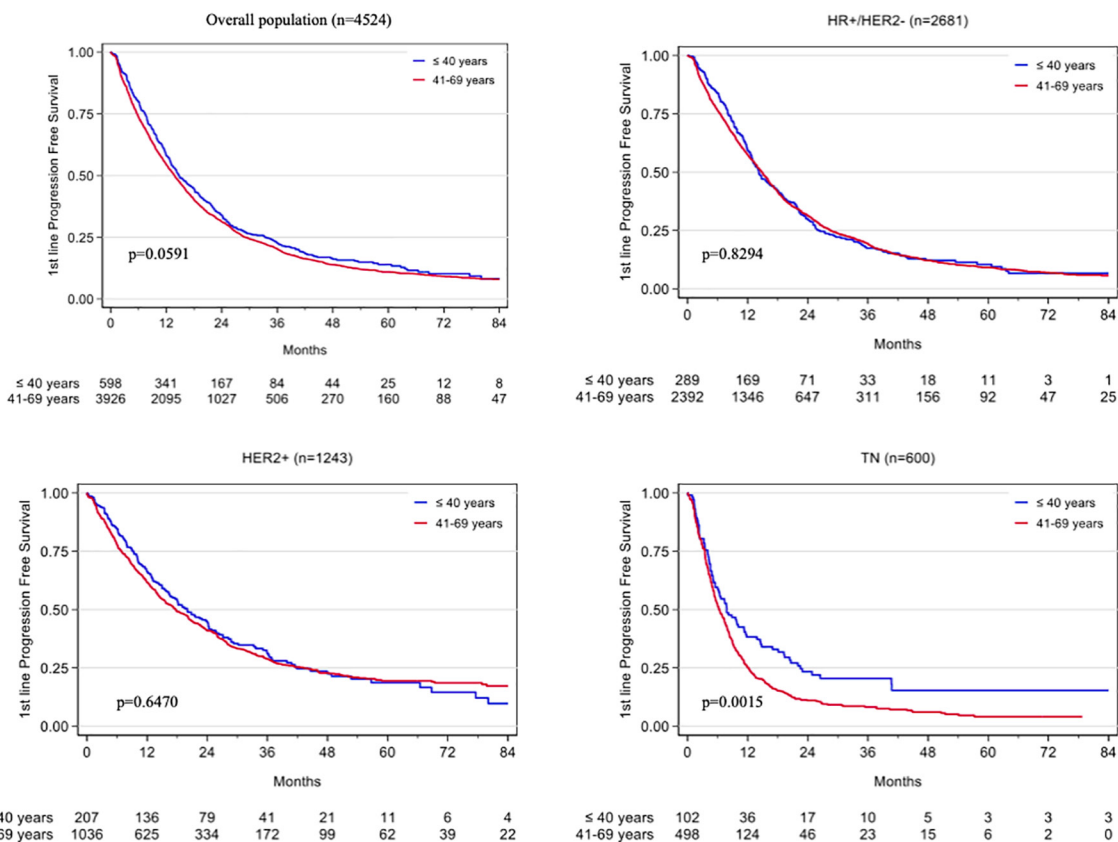 Overall population (n=4524)
1st line Progression Free Survival
1.00
0.75
0.50
0.25
0.00
≤ 40 years
41-69 years
p=0.0591
0 12 24 36 48 60 72 84
Months
≤ 40 years 598 341 167 84 44 25 12 8
41-69 years 3926 2095 1027 506 270 160 88 47
HR+/HER2- (n=2681)
1st line Progression Free Survival
1.00
0.75
0.50
0.25
0.00
≤ 40 years
41-69 years
p=0.8294
0 12 24 36 48 60 72 84
Months
≤ 40 years 289 169 71 33 18 11 3 1
41-69 years 2392 1346 647 311 156 92 47 25
HER2+ (n=1243)
1st line Progression Free Survival
1.00
0.75
0.50
0.25
0.00
≤ 40 years
41-69 years
p=0.6470
0 12 24 36 48 60 72 84
Months
40 years 207 136 79 41 21 11 6 4
69 years 1036 625 334 172 99 62 39 22
TN (n=600)
1st line Progression Free Survival
1.00
0.75
0.50
0.25
0.00
≤ 40 years
41-69 years
p=0.0015
0 12 24 36 48 60 72 84
Months
≤ 40 years 102 36 17 10 5 3 3 3
41-69 years 498 124 46 23 15 6 2 0